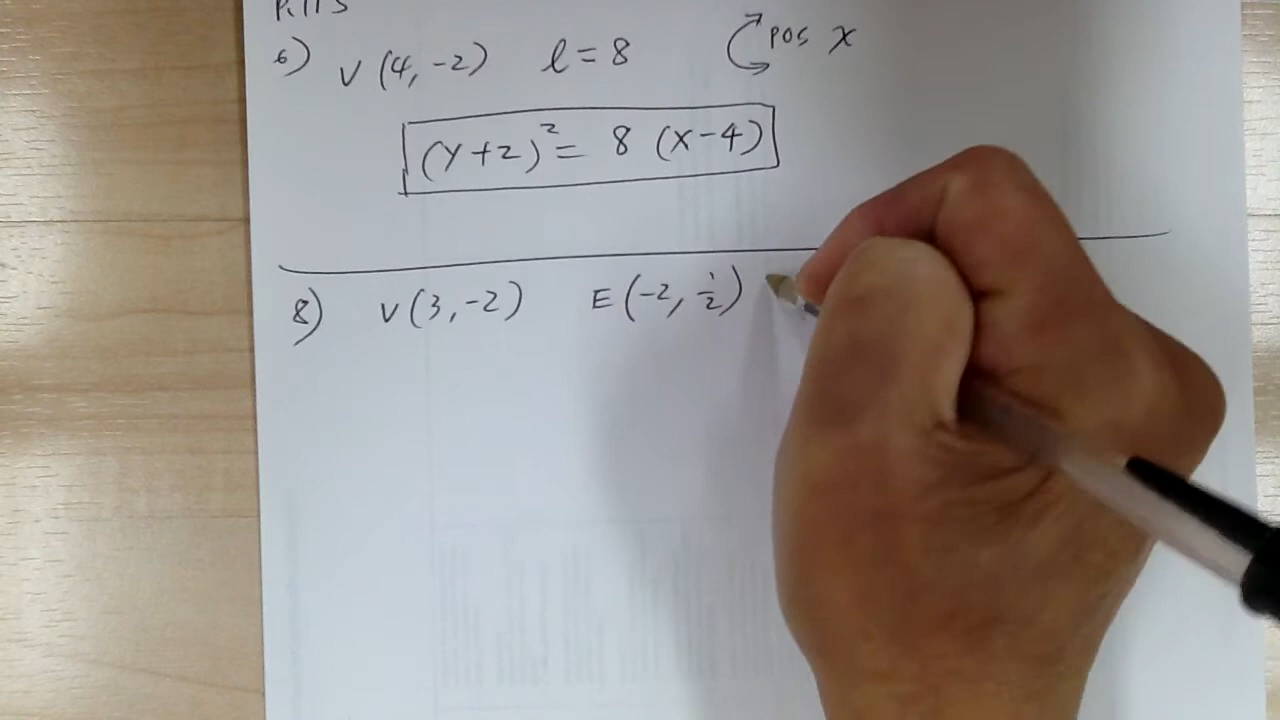 6) V (4, -2) l = 8 pos x
(y+2)² = 8 (x-4)
8) V(3, -2) E(-2, 1/2)